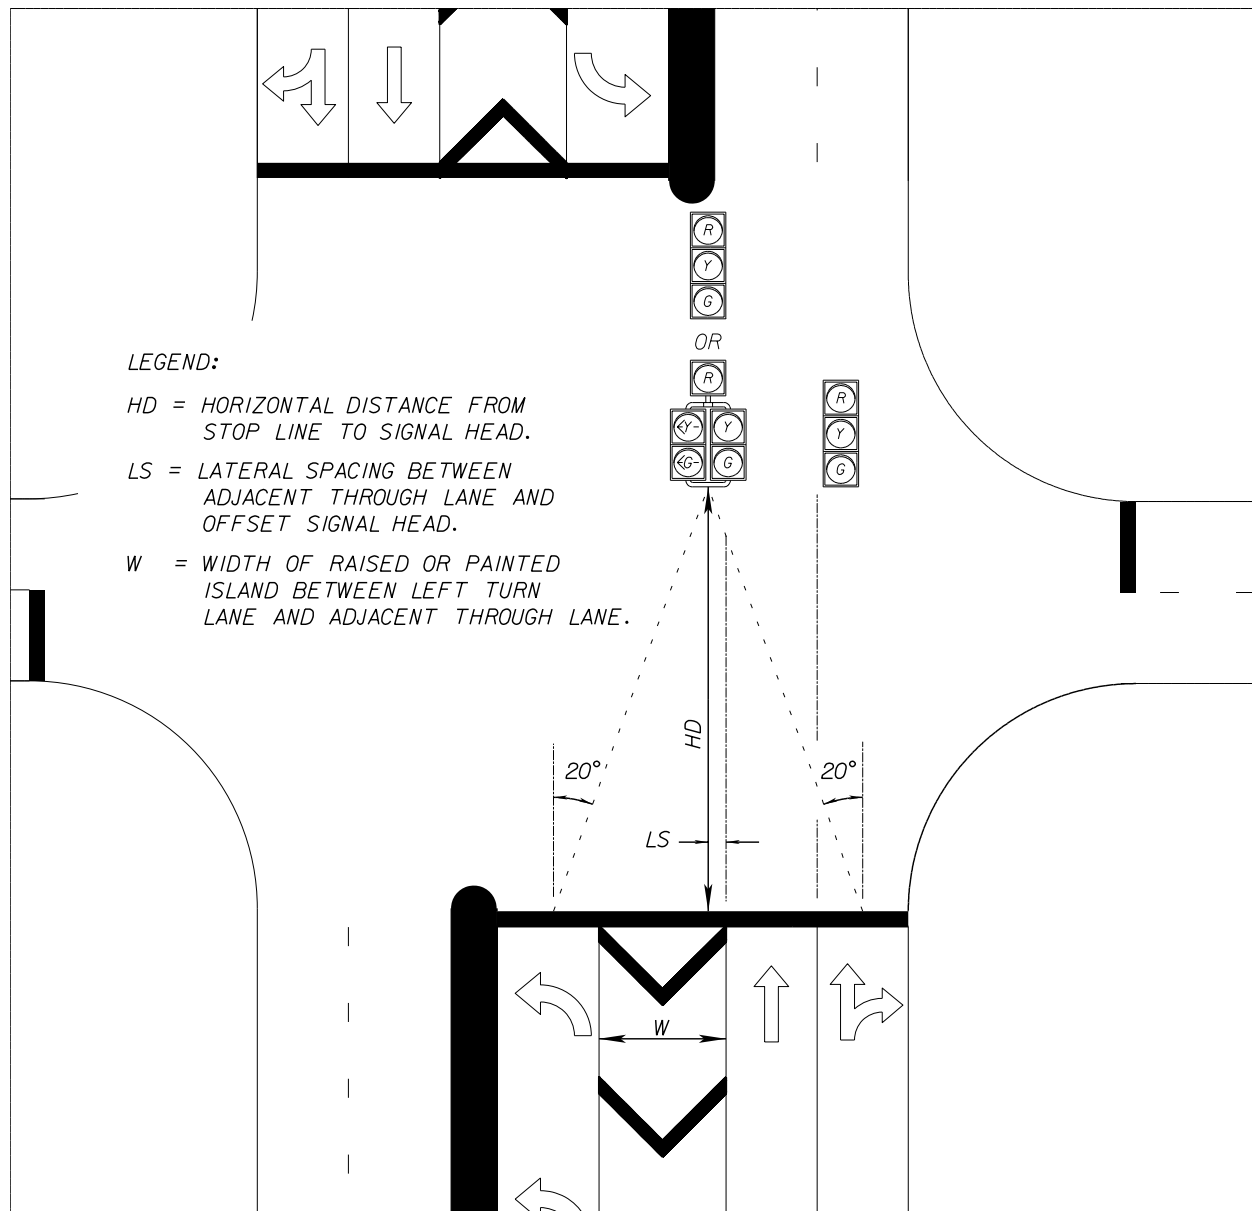 R
Y
G
OR
R
<Y- Y
<G- G
R
Y
G
LEGEND:
HD = HORIZONTAL DISTANCE FROM
STOP LINE TO SIGNAL HEAD.
LS = LATERAL SPACING BETWEEN
ADJACENT THROUGH LANE AND
OFFSET SIGNAL HEAD.
W = WIDTH OF RAISED OR PAINTED
ISLAND BETWEEN LEFT TURN
LANE AND ADJACENT THROUGH LANE.
HD
20°
20°
LS
W